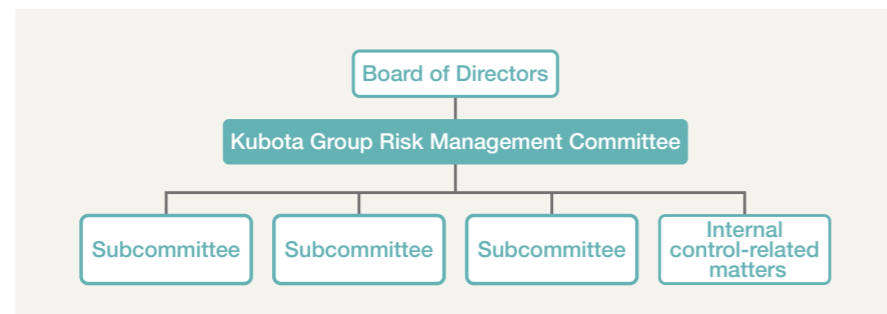 Board of Directors
Kubota Group Risk Management Committee
Subcommittee
Subcommittee
Subcommittee
Internal
control-related
matters